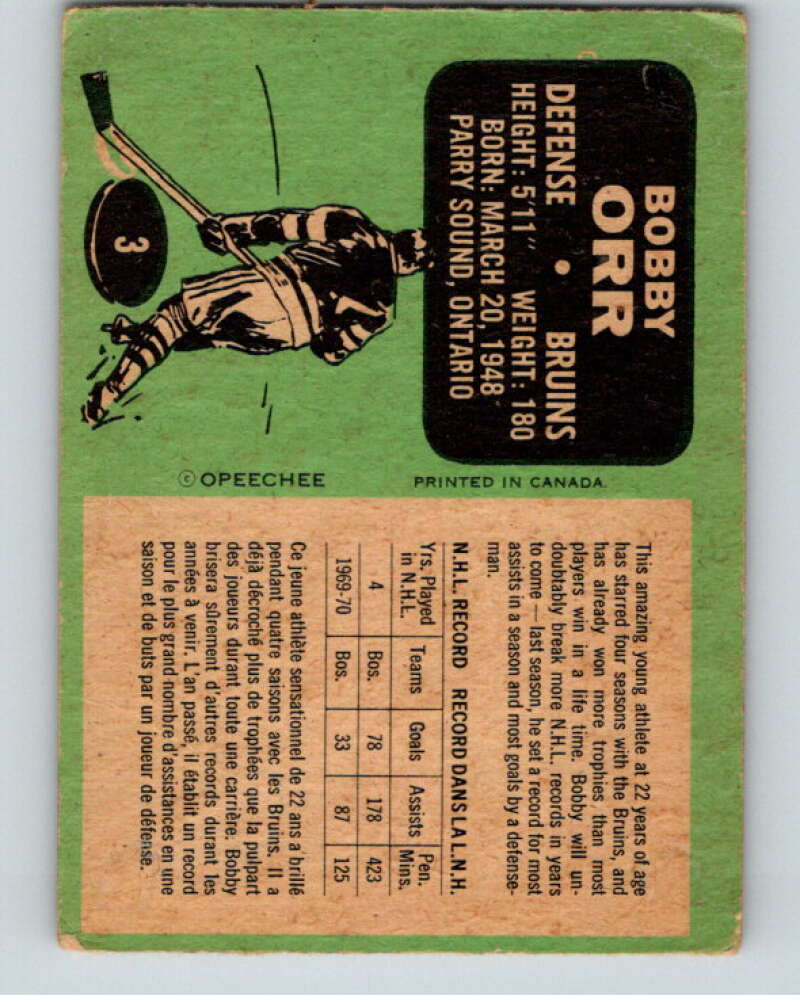 BOBBY
ORR
DEFENSE • BRUINS
HEIGHT: 5'11" WEIGHT: 180
BORN: MARCH 20, 1948
PARRY SOUND, ONTARIO
3
© OPEECHEE
PRINTED IN CANADA.
This amazing young athlete at 22 years of age
has starred four seasons with the Bruins, and
has already won more trophies than most
players win in a life time. Bobby will un-
doubtably break more N.H.L. records in years
to come — last season, he set a record for most
assists in a season and most goals by a defense-
man.
N.H.L. RECORD RECORD DANS LA L.N.H.
Yrs. Played in N.H.L. Teams Goals Assists Pen. Mins.
4 Bos. 78 178 423
1969-70 Bos. 33 87 125
Ce jeune athlète sensationnel de 22 ans a brillé
pendant quatre saisons avec les Bruins. Il a
déjà décroché plus de trophées que la pulpart
des joueurs durant toute une carrière. Bobby
brisera sûrement d'autres records durant les
années à venir. L'an passé, il établit un record
pour le plus grand nombre d'assistances en une
saison et de buts par un joueur de défense.